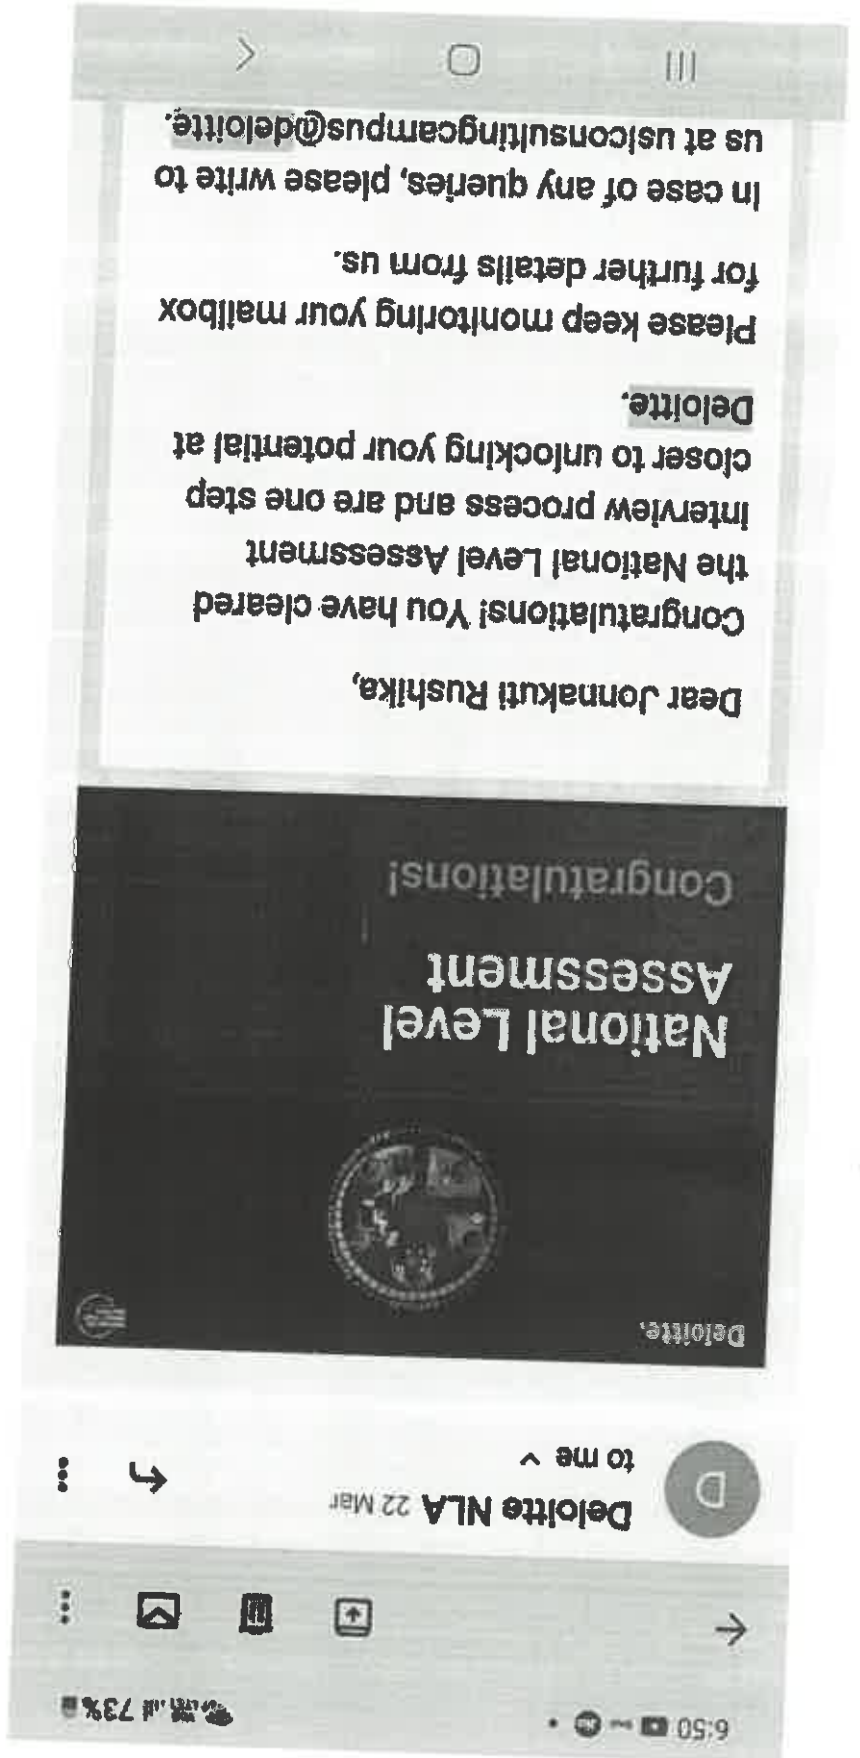 6:50
73%
Deloitte NLA 22 Mar
to me
D
Deloitte.
National Level
Assessment
Congratulations!
Dear Jonnakuti Rushika,
Congratulations! You have cleared
the National Level Assessment
interview process and are one step
closer to unlocking your potential at
Deloitte.
Please keep monitoring your mailbox
for further details from us.
In case of any queries, please write to
us at usiconsultingcampus@deloitte.